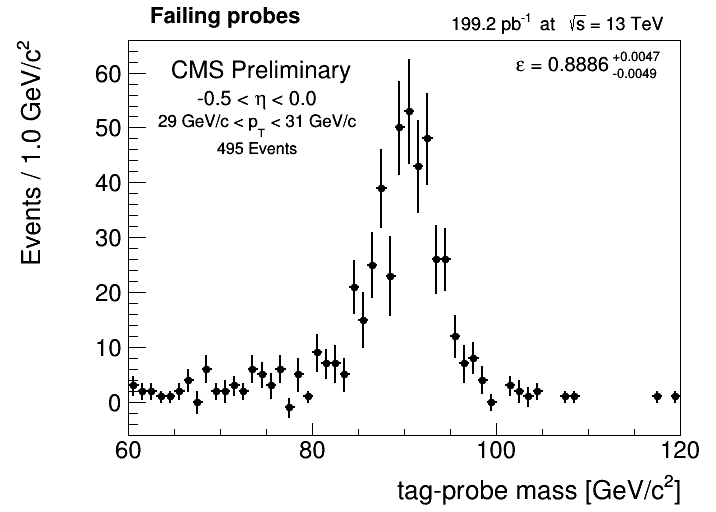 Failing probes
199.2 pb⁻¹ at √s = 13 TeV
CMS Preliminary
-0.5 < η < 0.0
29 GeV/c < p_T < 31 GeV/c
495 Events
ε = 0.8886 +0.0047 -0.0049
Events / 1.0 GeV/c²
60
50
40
30
20
10
0
60 80 100 120
tag-probe mass [GeV/c²]